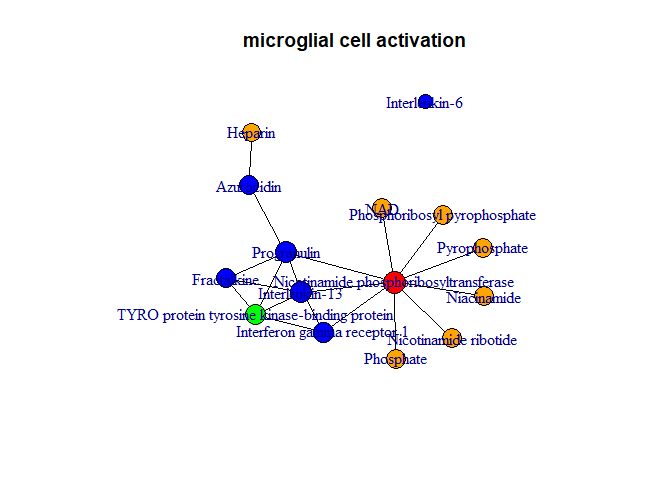 microglial cell activation
Interleukin-6
Heparin
Azurocidin
NAD
Phosphoribosyl pyrophosphate
Progranulin
Pyrophosphate
Fractalkine
Nicotinamide phosphoribosyltransferase
Interleukin-13
Niacinamide
TYRO protein tyrosine kinase-binding protein
Interferon gamma receptor 1
Nicotinamide ribotide
Phosphate